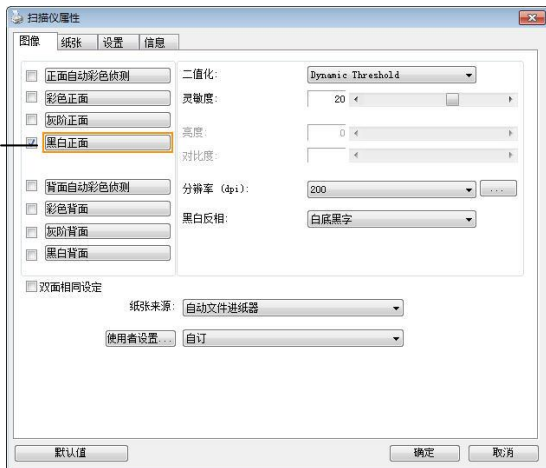 扫描仪属性
图像 纸张 设置 信息
正面自动彩色侦测
彩色正面
灰阶正面
黑白正面
背面自动彩色侦测
彩色背面
灰阶背面
黑白背面
二值化: Dynamic Threshold
灵敏度: 20
亮度: 0
对比度:
分辨率 (dpi): 200 ...
黑白反相: 白底黑字
双面相同设定
纸张来源: 自动文件进纸器
使用者设置... 自订
默认值 确定 取消